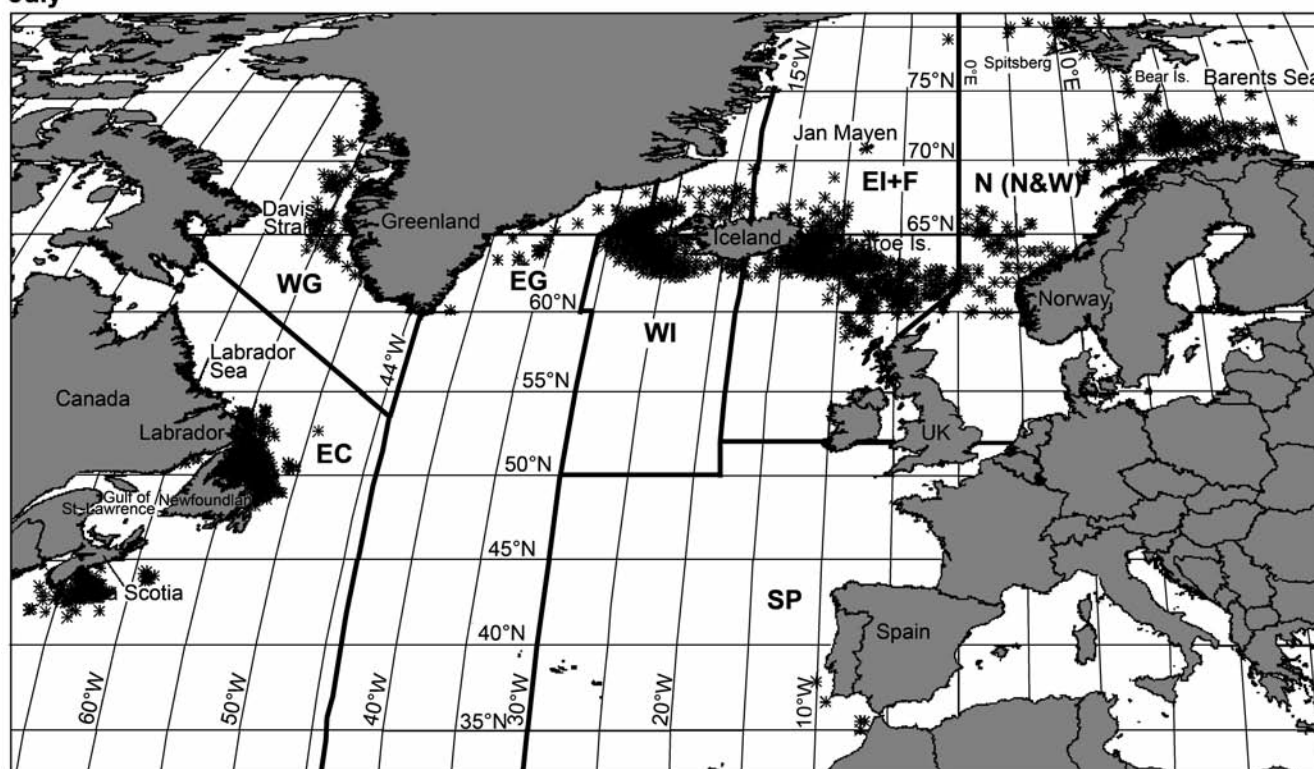 July
15°W
0°E
Spitsberg
10°E
Bear Is.
Barents Sea
75°N
Jan Mayen
70°N
EI+F
N (N&W)
Davis
Strait
Greenland
65°N
Iceland
Faroe Is.
WG
EG
60°N
Norway
WI
Labrador
Sea
44°W
55°N
Canada
Labrador
EC
UK
50°N
Gulf of
St-Lawrence
Newfoundland
45°N
Scotia
SP
40°N
Spain
60°W
50°W
40°W
30°W
20°W
10°W
35°N